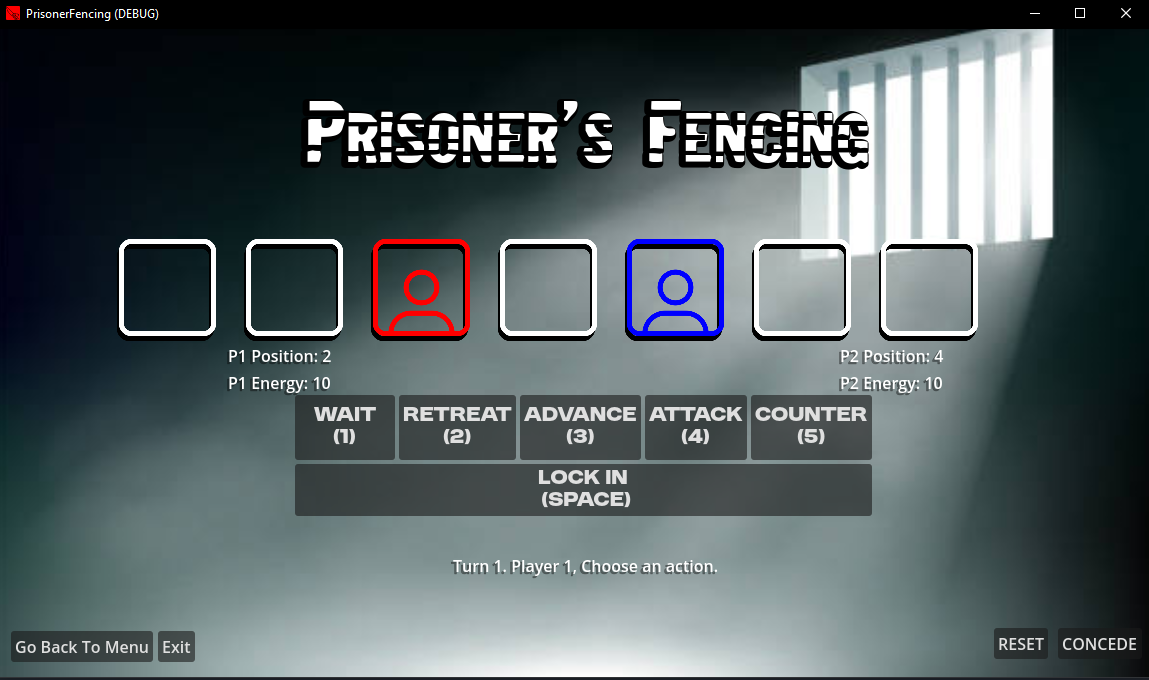 PrisonerFencing (DEBUG)
Prisoner's Fencing
P1 Position: 2
P2 Position: 4
P1 Energy: 10
P2 Energy: 10
WAIT
(1)
RETREAT
(2)
ADVANCE
(3)
ATTACK
(4)
COUNTER
(5)
LOCK IN
(SPACE)
Turn 1. Player 1, Choose an action.
Go Back To Menu
Exit
RESET
CONCEDE